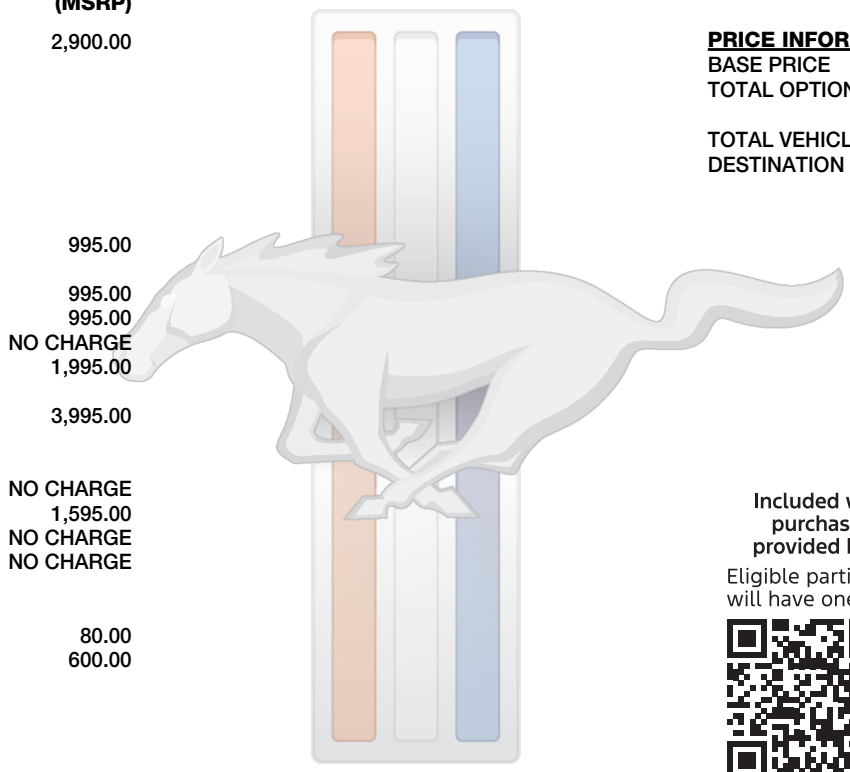 (MSRP)
2,900.00
995.00
995.00
995.00
NO CHARGE
1,995.00
3,995.00
NO CHARGE
1,595.00
NO CHARGE
NO CHARGE
80.00
600.00
PRICE INFOR
BASE PRICE
TOTAL OPTION
TOTAL VEHICL
DESTINATION
Included
purchas
provided
Eligible parti
will have one